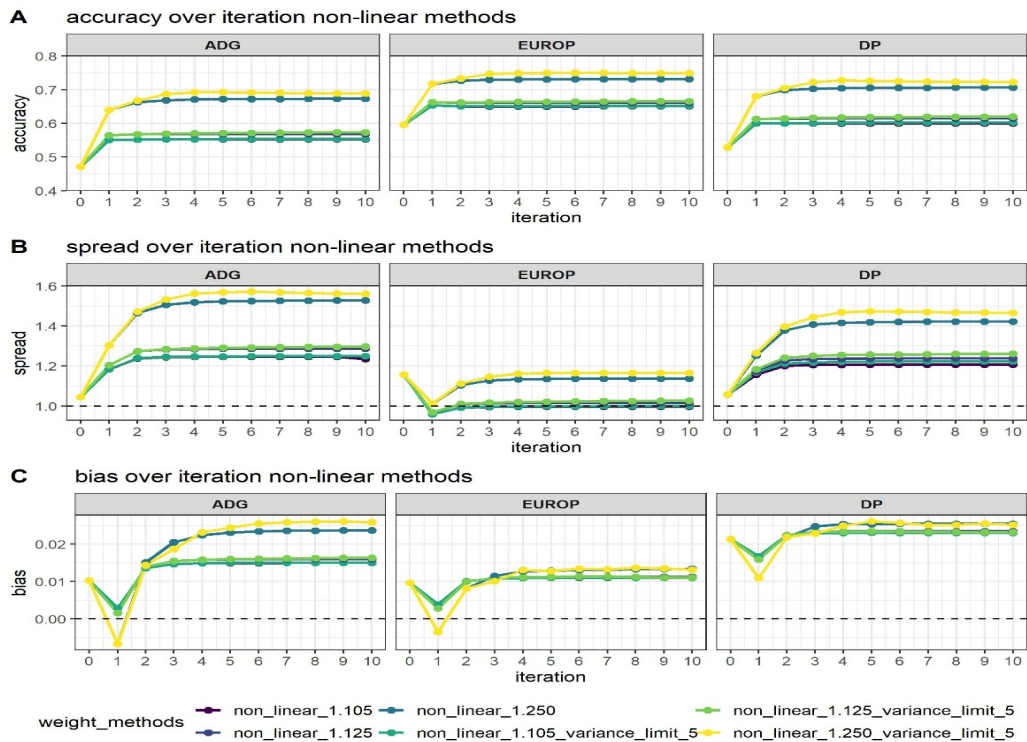 A accuracy over iteration non-linear methods
ADG EUROP DP
0.8
0.7
0.6
0.5
0.4
accuracy
0 1 2 3 4 5 6 7 8 9 10 0 1 2 3 4 5 6 7 8 9 10 0 1 2 3 4 5 6 7 8 9 10
iteration
B spread over iteration non-linear methods
ADG EUROP DP
1.6
1.4
1.2
1.0
spread
0 1 2 3 4 5 6 7 8 9 10 0 1 2 3 4 5 6 7 8 9 10 0 1 2 3 4 5 6 7 8 9 10
iteration
C bias over iteration non-linear methods
ADG EUROP DP
0.02
0.01
0.00
bias
0 1 2 3 4 5 6 7 8 9 10 0 1 2 3 4 5 6 7 8 9 10 0 1 2 3 4 5 6 7 8 9 10
iteration
weight_methods
non_linear_1.105 non_linear_1.250 non_linear_1.125_variance_limit_5
non_linear_1.125 non_linear_1.105_variance_limit_5 non_linear_1.250_variance_limit_5